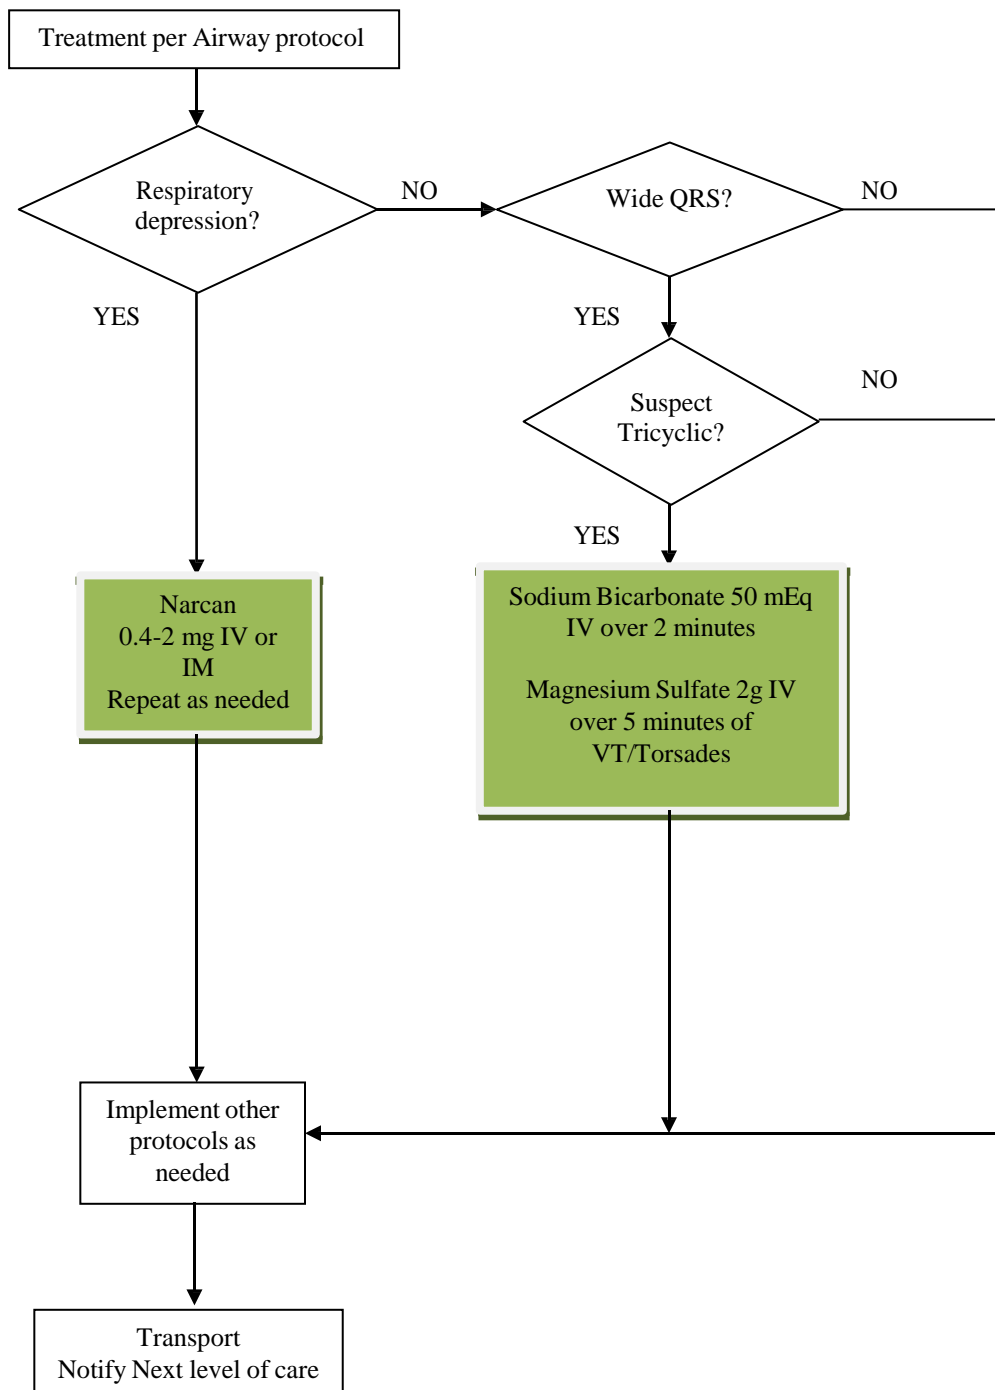 Treatment per Airway protocol
Respiratory
depression?
NO
Wide QRS?
NO
YES
YES
Suspect
Tricyclic?
NO
YES
Narcan
0.4-2 mg IV or
IM
Repeat as needed
Sodium Bicarbonate 50 mEq
IV over 2 minutes
Magnesium Sulfate 2g IV
over 5 minutes of
VT/Torsades
Implement other
protocols as
needed
Transport
Notify Next level of care